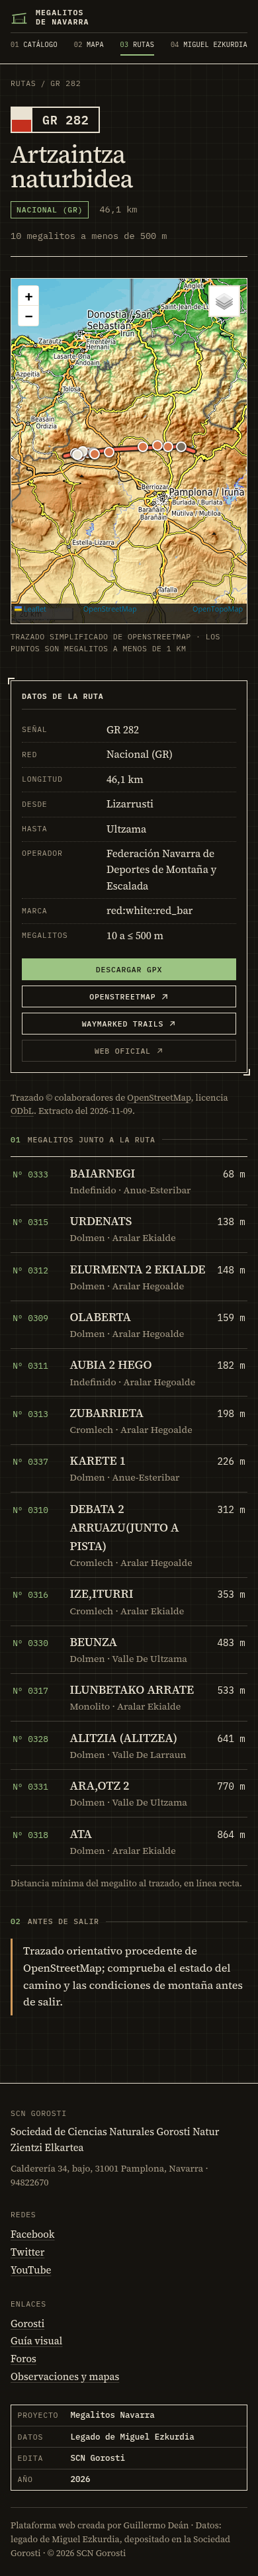 MEGALITOS
DE NAVARRA
01 CATÁLOGO 02 MAPA 03 RUTAS 04 MIGUEL EZKURDIA
RUTAS / GR 282
GR 282
Artzaintza
naturbidea
NACIONAL (GR) 46,1 km
10 megalitos a menos de 500 m
+
−
Anglet
Saint-Jean-de-Luz
Donostia / San
Sebastián
Irun
Zarautz
Errenteria
Hernani
Lasarte-Oria
Andoain
Azpeitia
Tolosa
Beasain
Ordizia
Berriozar
Pamplona / Iruña
Barañain
Barañáin
Burlada / Burlata
Mutilva / Mutiloa
Estella-Lizarra
Tafalla
Leaflet OpenStreetMap OpenTopoMap
TRAZADO SIMPLIFICADO DE OPENSTREETMAP · LOS
PUNTOS SON MEGALITOS A MENOS DE 1 KM
DATOS DE LA RUTA
SEÑAL GR 282
RED Nacional (GR)
LONGITUD 46,1 km
DESDE Lizarrusti
HASTA Ultzama
OPERADOR Federación Navarra de
Deportes de Montaña y
Escalada
MARCA red:white:red_bar
MEGALITOS 10 a ≤ 500 m
DESCARGAR GPX
OPENSTREETMAP ↗
WAYMARKED TRAILS ↗
WEB OFICIAL ↗
Trazado © colaboradores de OpenStreetMap, licencia
ODbL. Extracto del 2026-11-09.
01 MEGALITOS JUNTO A LA RUTA
Nº 0333 BAIARNEGI 68 m
Indefinido · Anue-Esteribar
Nº 0315 URDENATS 138 m
Dolmen · Aralar Ekialde
Nº 0312 ELURMENTA 2 EKIALDE 148 m
Dolmen · Aralar Hegoalde
Nº 0309 OLABERTA 159 m
Dolmen · Aralar Hegoalde
Nº 0311 AUBIA 2 HEGO 182 m
Indefinido · Aralar Hegoalde
Nº 0313 ZUBARRIETA 198 m
Cromlech · Aralar Hegoalde
Nº 0337 KARETE 1 226 m
Dolmen · Anue-Esteribar
Nº 0310 DEBATA 2 312 m
ARRUAZU(JUNTO A
PISTA)
Cromlech · Aralar Hegoalde
Nº 0316 IZE,ITURRI 353 m
Cromlech · Aralar Ekialde
Nº 0330 BEUNZA 483 m
Dolmen · Valle De Ultzama
Nº 0317 ILUNBETAKO ARRATE 533 m
Monolito · Aralar Ekialde
Nº 0328 ALITZIA (ALITZEA) 641 m
Dolmen · Valle De Larraun
Nº 0331 ARA,OTZ 2 770 m
Dolmen · Valle De Ultzama
Nº 0318 ATA 864 m
Dolmen · Aralar Ekialde
Distancia mínima del megalito al trazado, en línea recta.
02 ANTES DE SALIR
Trazado orientativo procedente de
OpenStreetMap; comprueba el estado del
camino y las condiciones de montaña antes
de salir.
SCN GOROSTI
Sociedad de Ciencias Naturales Gorosti Natur
Zientzi Elkartea
Calderería 34, bajo, 31001 Pamplona, Navarra ·
94822670
REDES
Facebook
Twitter
YouTube
ENLACES
Gorosti
Guía visual
Foros
Observaciones y mapas
PROYECTO Megalitos Navarra
DATOS Legado de Miguel Ezkurdia
EDITA SCN Gorosti
AÑO 2026
Plataforma web creada por Guillermo Deán · Datos:
legado de Miguel Ezkurdia, depositado en la Sociedad
Gorosti · © 2026 SCN Gorosti